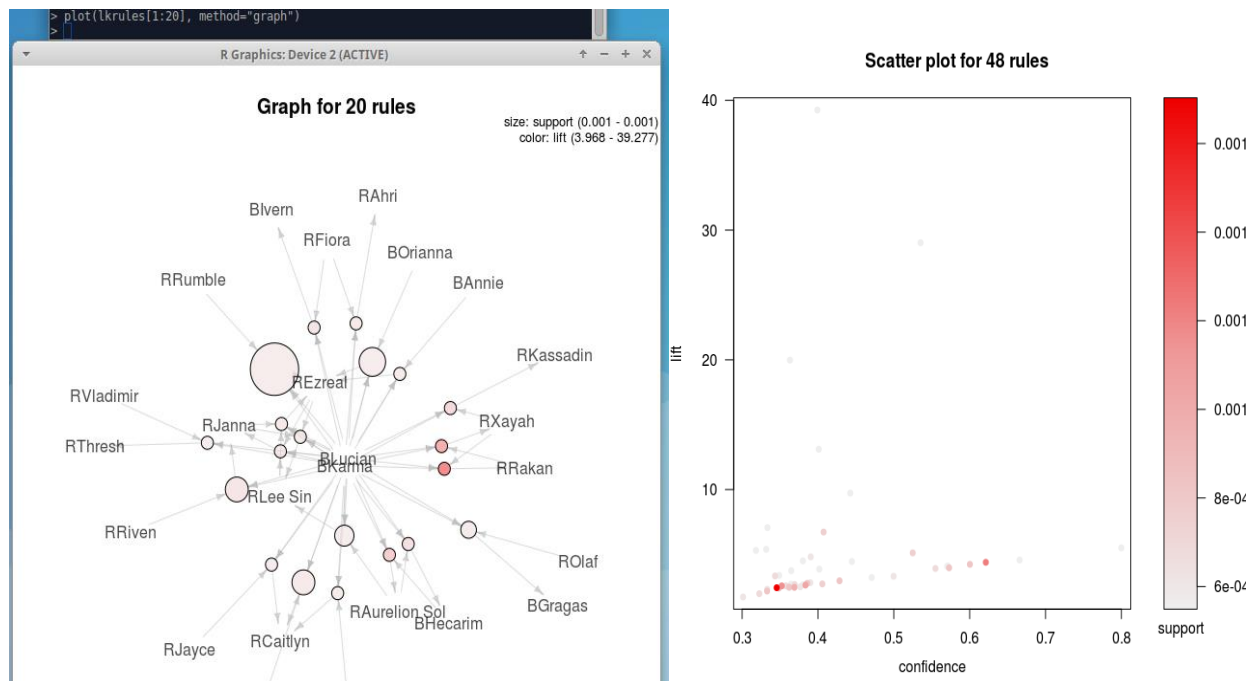 > plot(lkrules[1:20], method="graph")
>
R Graphics: Device 2 (ACTIVE)
Graph for 20 rules
size: support (0.001 - 0.001)
color: lift (3.968 - 39.277)
RAhri
BIvern
RFiora
BOrianna
RRumble
BAnnie
RKassadin
REzreal
RVladimir
RXayah
RJanna
RThresh
BLucian
BKarma
RRakan
RLee Sin
RRiven
ROlaf
BGragas
RAurelion Sol
BHecarim
RCaitlyn
RJayce
Scatter plot for 48 rules
40
30
20
10
lift
0.3 0.4 0.5 0.6 0.7 0.8
confidence
0.001
0.001
0.001
0.001
8e-04
6e-04
support